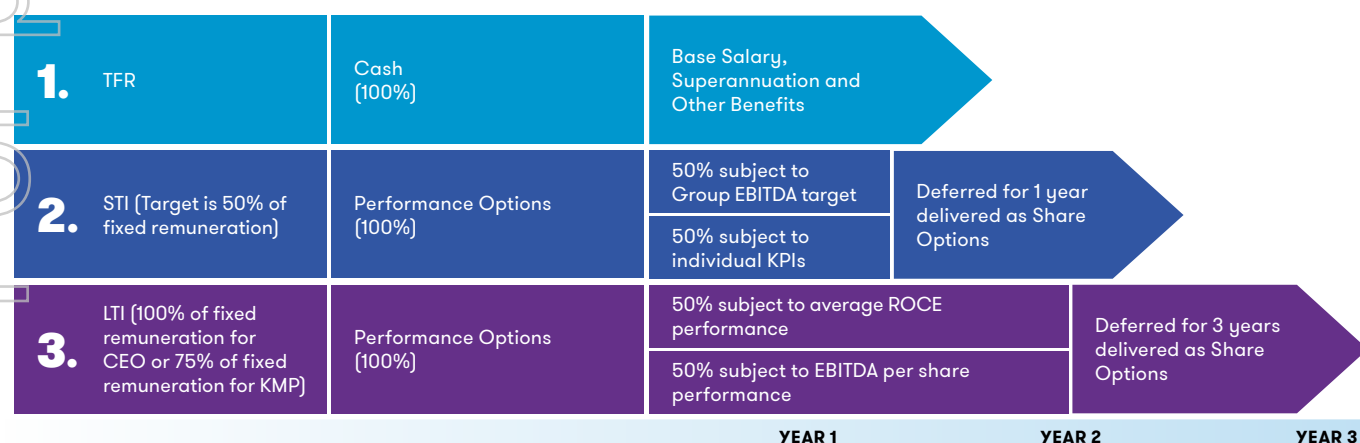 1.
TFR
Cash
(100%)
Base Salary,
Superannuation and
Other Benefits
2.
STI (Target is 50% of
fixed remuneration)
Performance Options
(100%)
50% subject to
Group EBITDA target
50% subject to
individual KPIs
Deferred for 1 year
delivered as Share
Options
3.
LTI (100% of fixed
remuneration for
CEO or 75% of fixed
remuneration for KMP)
Performance Options
(100%)
50% subject to average ROCE
performance
50% subject to EBITDA per share
performance
Deferred for 3 years
delivered as Share
Options
YEAR 1
YEAR 2
YEAR 3